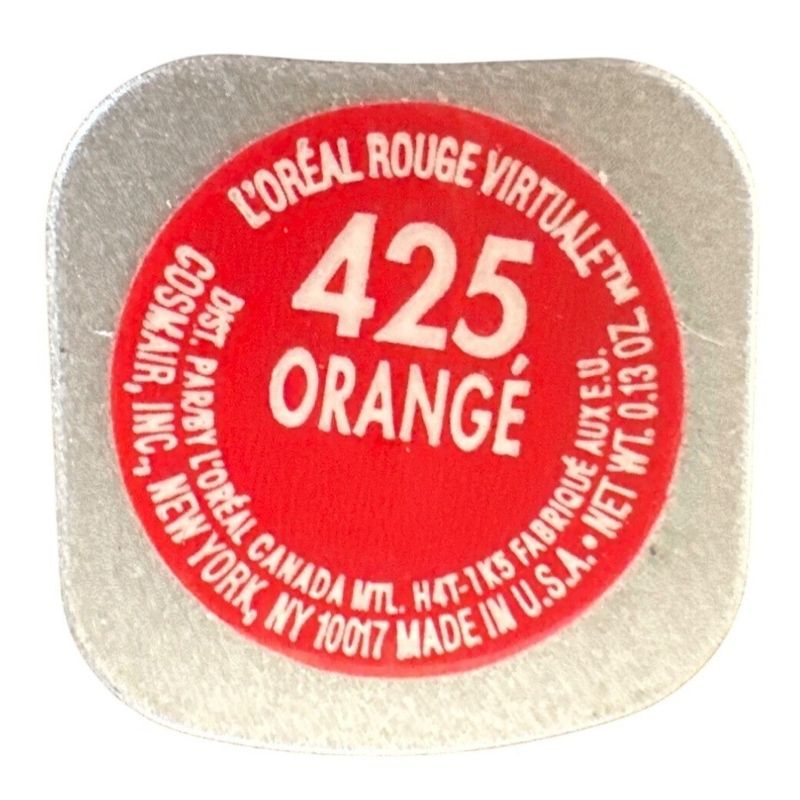 L'ORÉAL ROUGE VIRTUALE™
425
ORANGÉ
DIST. PAR/BY L'ORÉAL CANADA MTL. H4T-1K5 FABRIQUÉ AUX E.U.
COSMAIR, INC., NEW YORK, NY 10017 MADE IN U.S.A. • NET WT. 0.13 OZ.